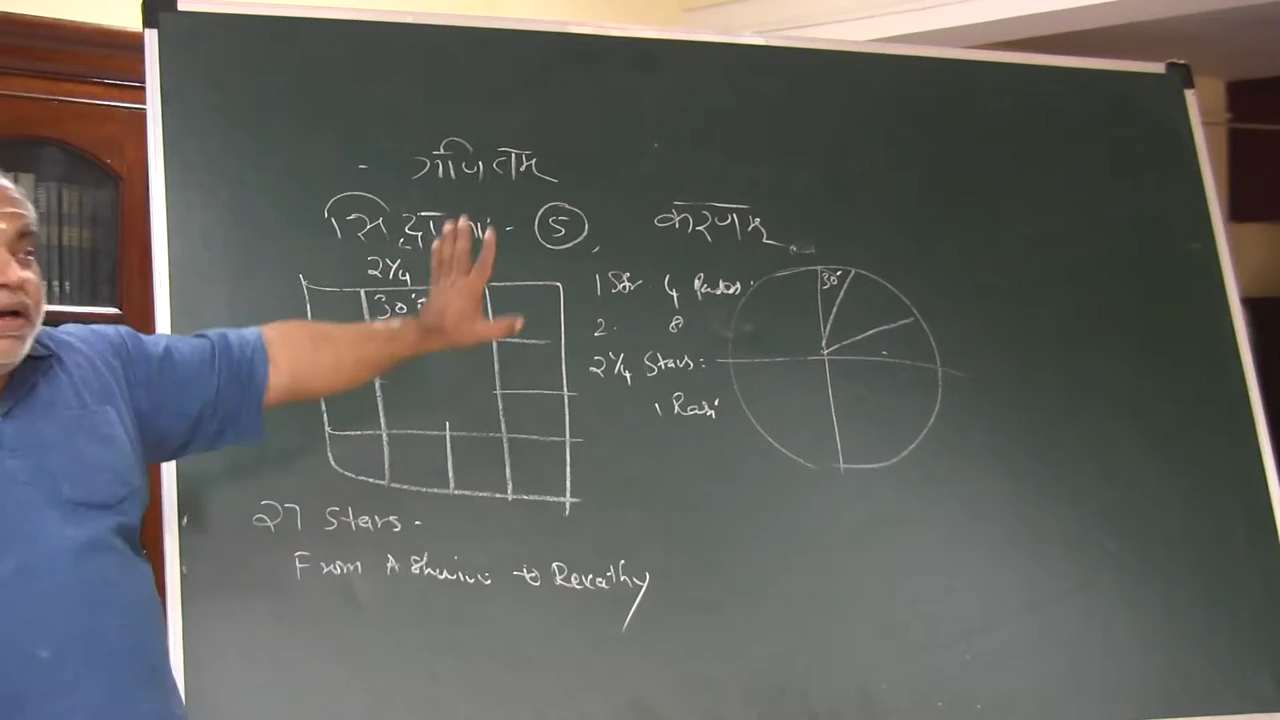 - गणितम्
सिद्धान्ताः - 5, करणम्
2¼
30°
1 Str 4 Padas:
2. 8
2¼ Stars:
1 Rasi
30°
27 Stars.
From Ashwini to Revathy